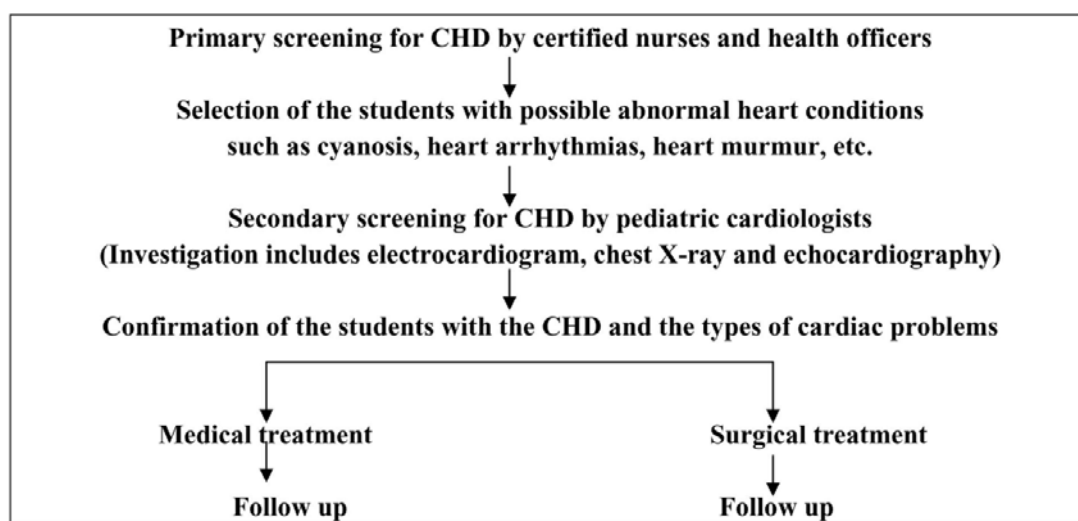 Primary screening for CHD by certified nurses and health officers
Selection of the students with possible abnormal heart conditions
such as cyanosis, heart arrhythmias, heart murmur, etc.
Secondary screening for CHD by pediatric cardiologists
(Investigation includes electrocardiogram, chest X-ray and echocardiography)
Confirmation of the students with the CHD and the types of cardiac problems
Medical treatment
Surgical treatment
Follow up
Follow up